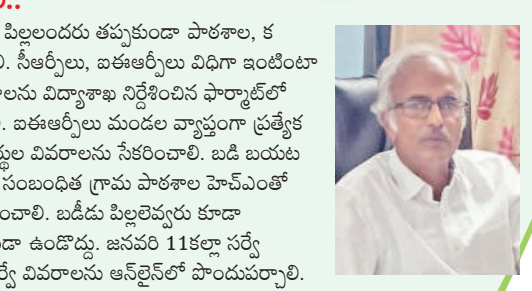 పిల్లలందరు తప్పకుండా పాఠశాల, క
లి. సీఆర్పీలు, ఐఈఆర్పీలు విధిగా ఇంటింటా
లను విద్యాశాఖ నిర్దేశించిన ఫార్మాట్‌లో
. ఐఈఆర్పీలు మండల వ్యాప్తంగా ప్రత్యేక
ర్థుల వివరాలను సేకరించాలి. బడి బయట
సంబంధిత గ్రామ పాఠశాల హెచ్ఎంతో
ంచాలి. బడీడు పిల్లలెవ్వరు కూడా
డా ఉండొద్దు. జనవరి 11కల్లా సర్వే
ర్వే వివరాలను ఆన్‌లైన్‌లో పొందుపర్చాలి.